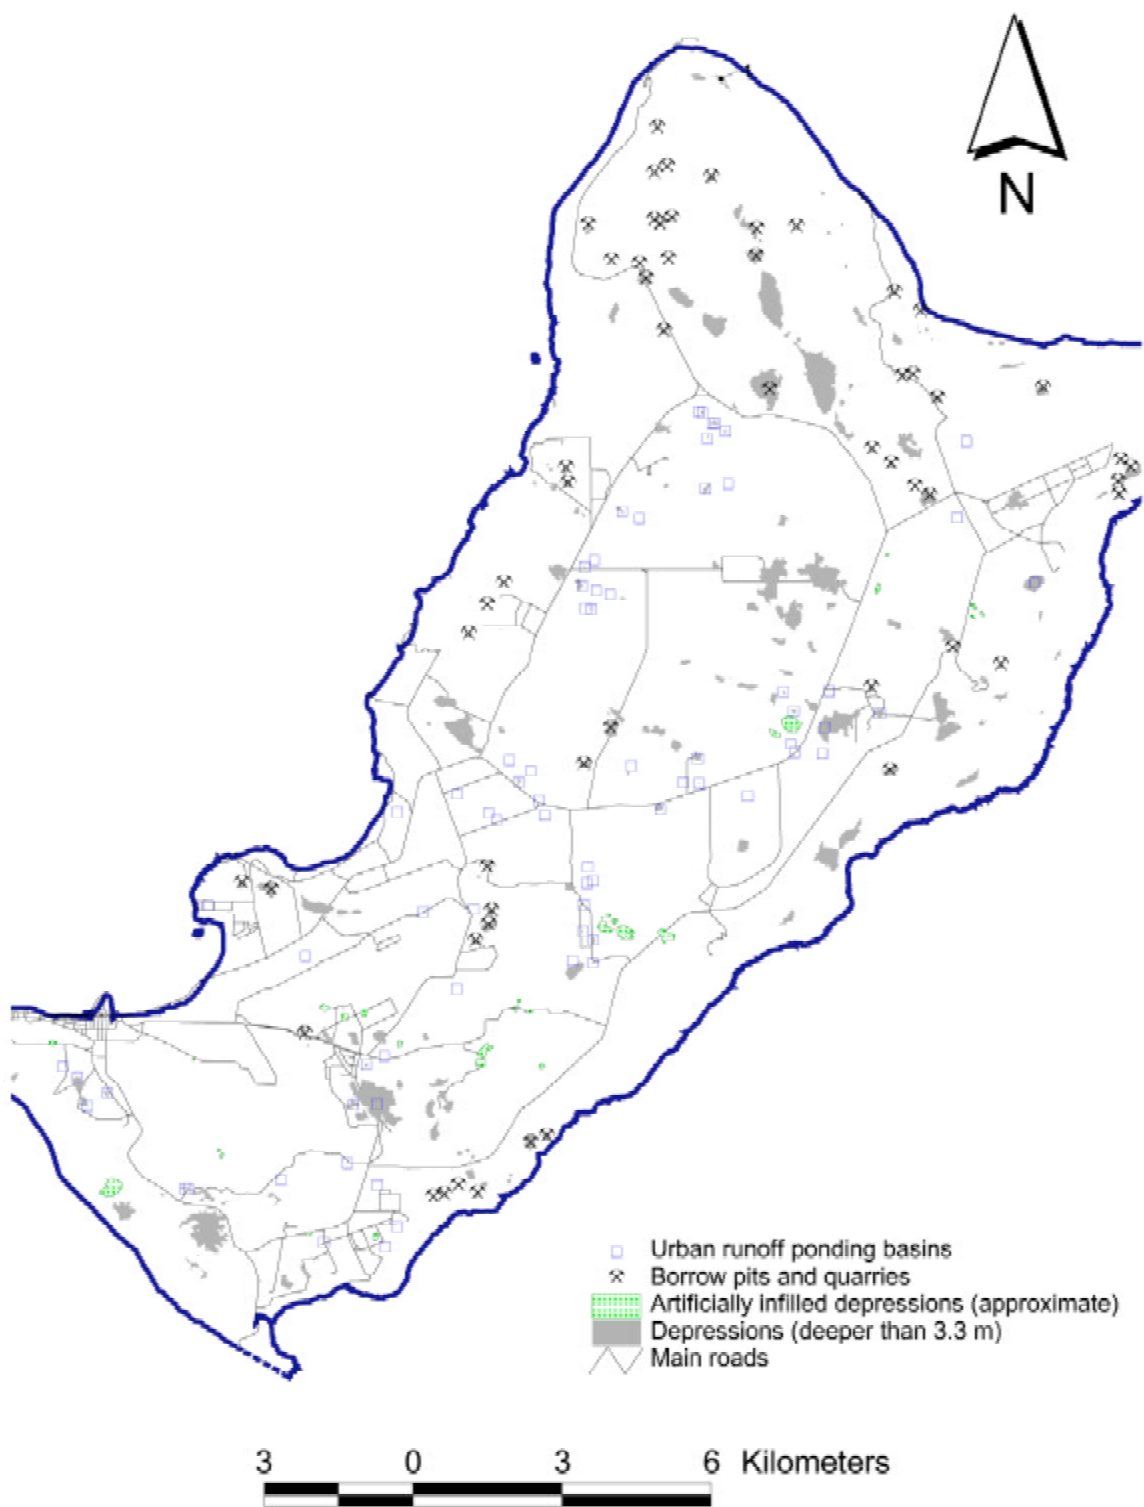 N
Urban runoff ponding basins
Borrow pits and quarries
Artificially infilled depressions (approximate)
Depressions (deeper than 3.3 m)
Main roads
3 0 3 6 Kilometers